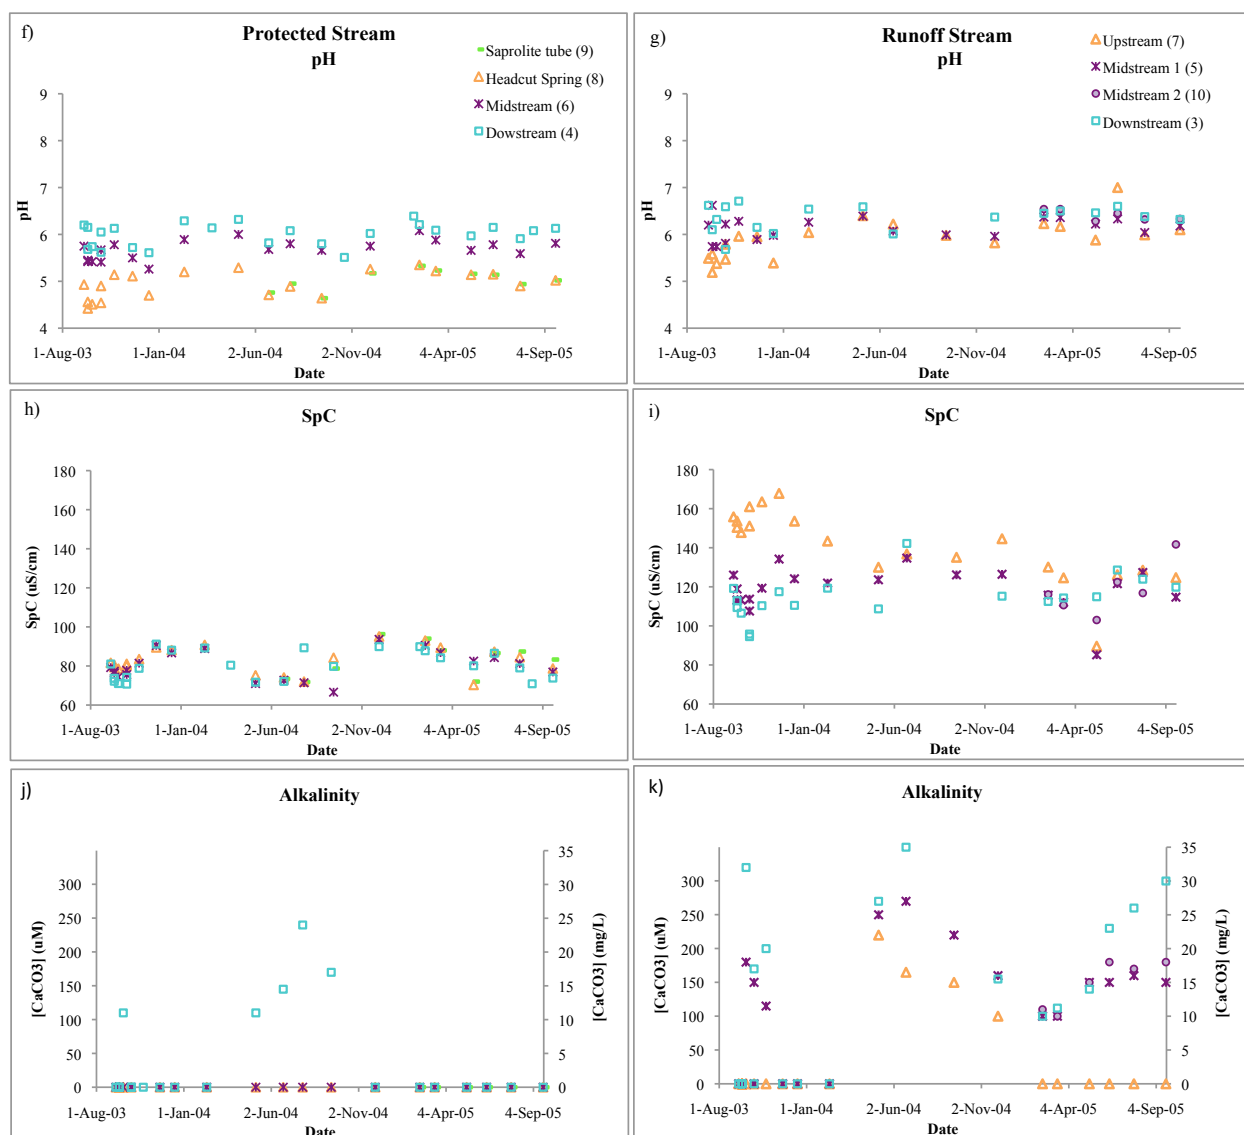 f)
Protected Stream
pH
Saprolite tube (9)
Headcut Spring (8)
Midstream (6)
Dowstream (4)
9
8
7
6
5
4
pH
1-Aug-03 1-Jan-04 2-Jun-04 2-Nov-04 4-Apr-05 4-Sep-05
Date
g)
Runoff Stream
pH
Upstream (7)
Midstream 1 (5)
Midstream 2 (10)
Downstream (3)
9
8
7
6
5
4
pH
1-Aug-03 1-Jan-04 2-Jun-04 2-Nov-04 4-Apr-05 4-Sep-05
Date
h)
SpC
180
160
140
120
100
80
60
SpC (uS/cm)
1-Aug-03 1-Jan-04 2-Jun-04 2-Nov-04 4-Apr-05 4-Sep-05
Date
i)
SpC
180
160
140
120
100
80
60
SpC (uS/cm)
1-Aug-03 1-Jan-04 2-Jun-04 2-Nov-04 4-Apr-05 4-Sep-05
Date
j)
Alkalinity
300
250
200
150
100
50
0
[CaCO3] (uM)
35
30
25
20
15
10
5
0
[CaCO3] (mg/L)
1-Aug-03 1-Jan-04 2-Jun-04 2-Nov-04 4-Apr-05 4-Sep-05
Date
k)
Alkalinity
300
250
200
150
100
50
0
[CaCO3] (uM)
35
30
25
20
15
10
5
0
[CaCO3] (mg/L)
1-Aug-03 1-Jan-04 2-Jun-04 2-Nov-04 4-Apr-05 4-Sep-05
Date